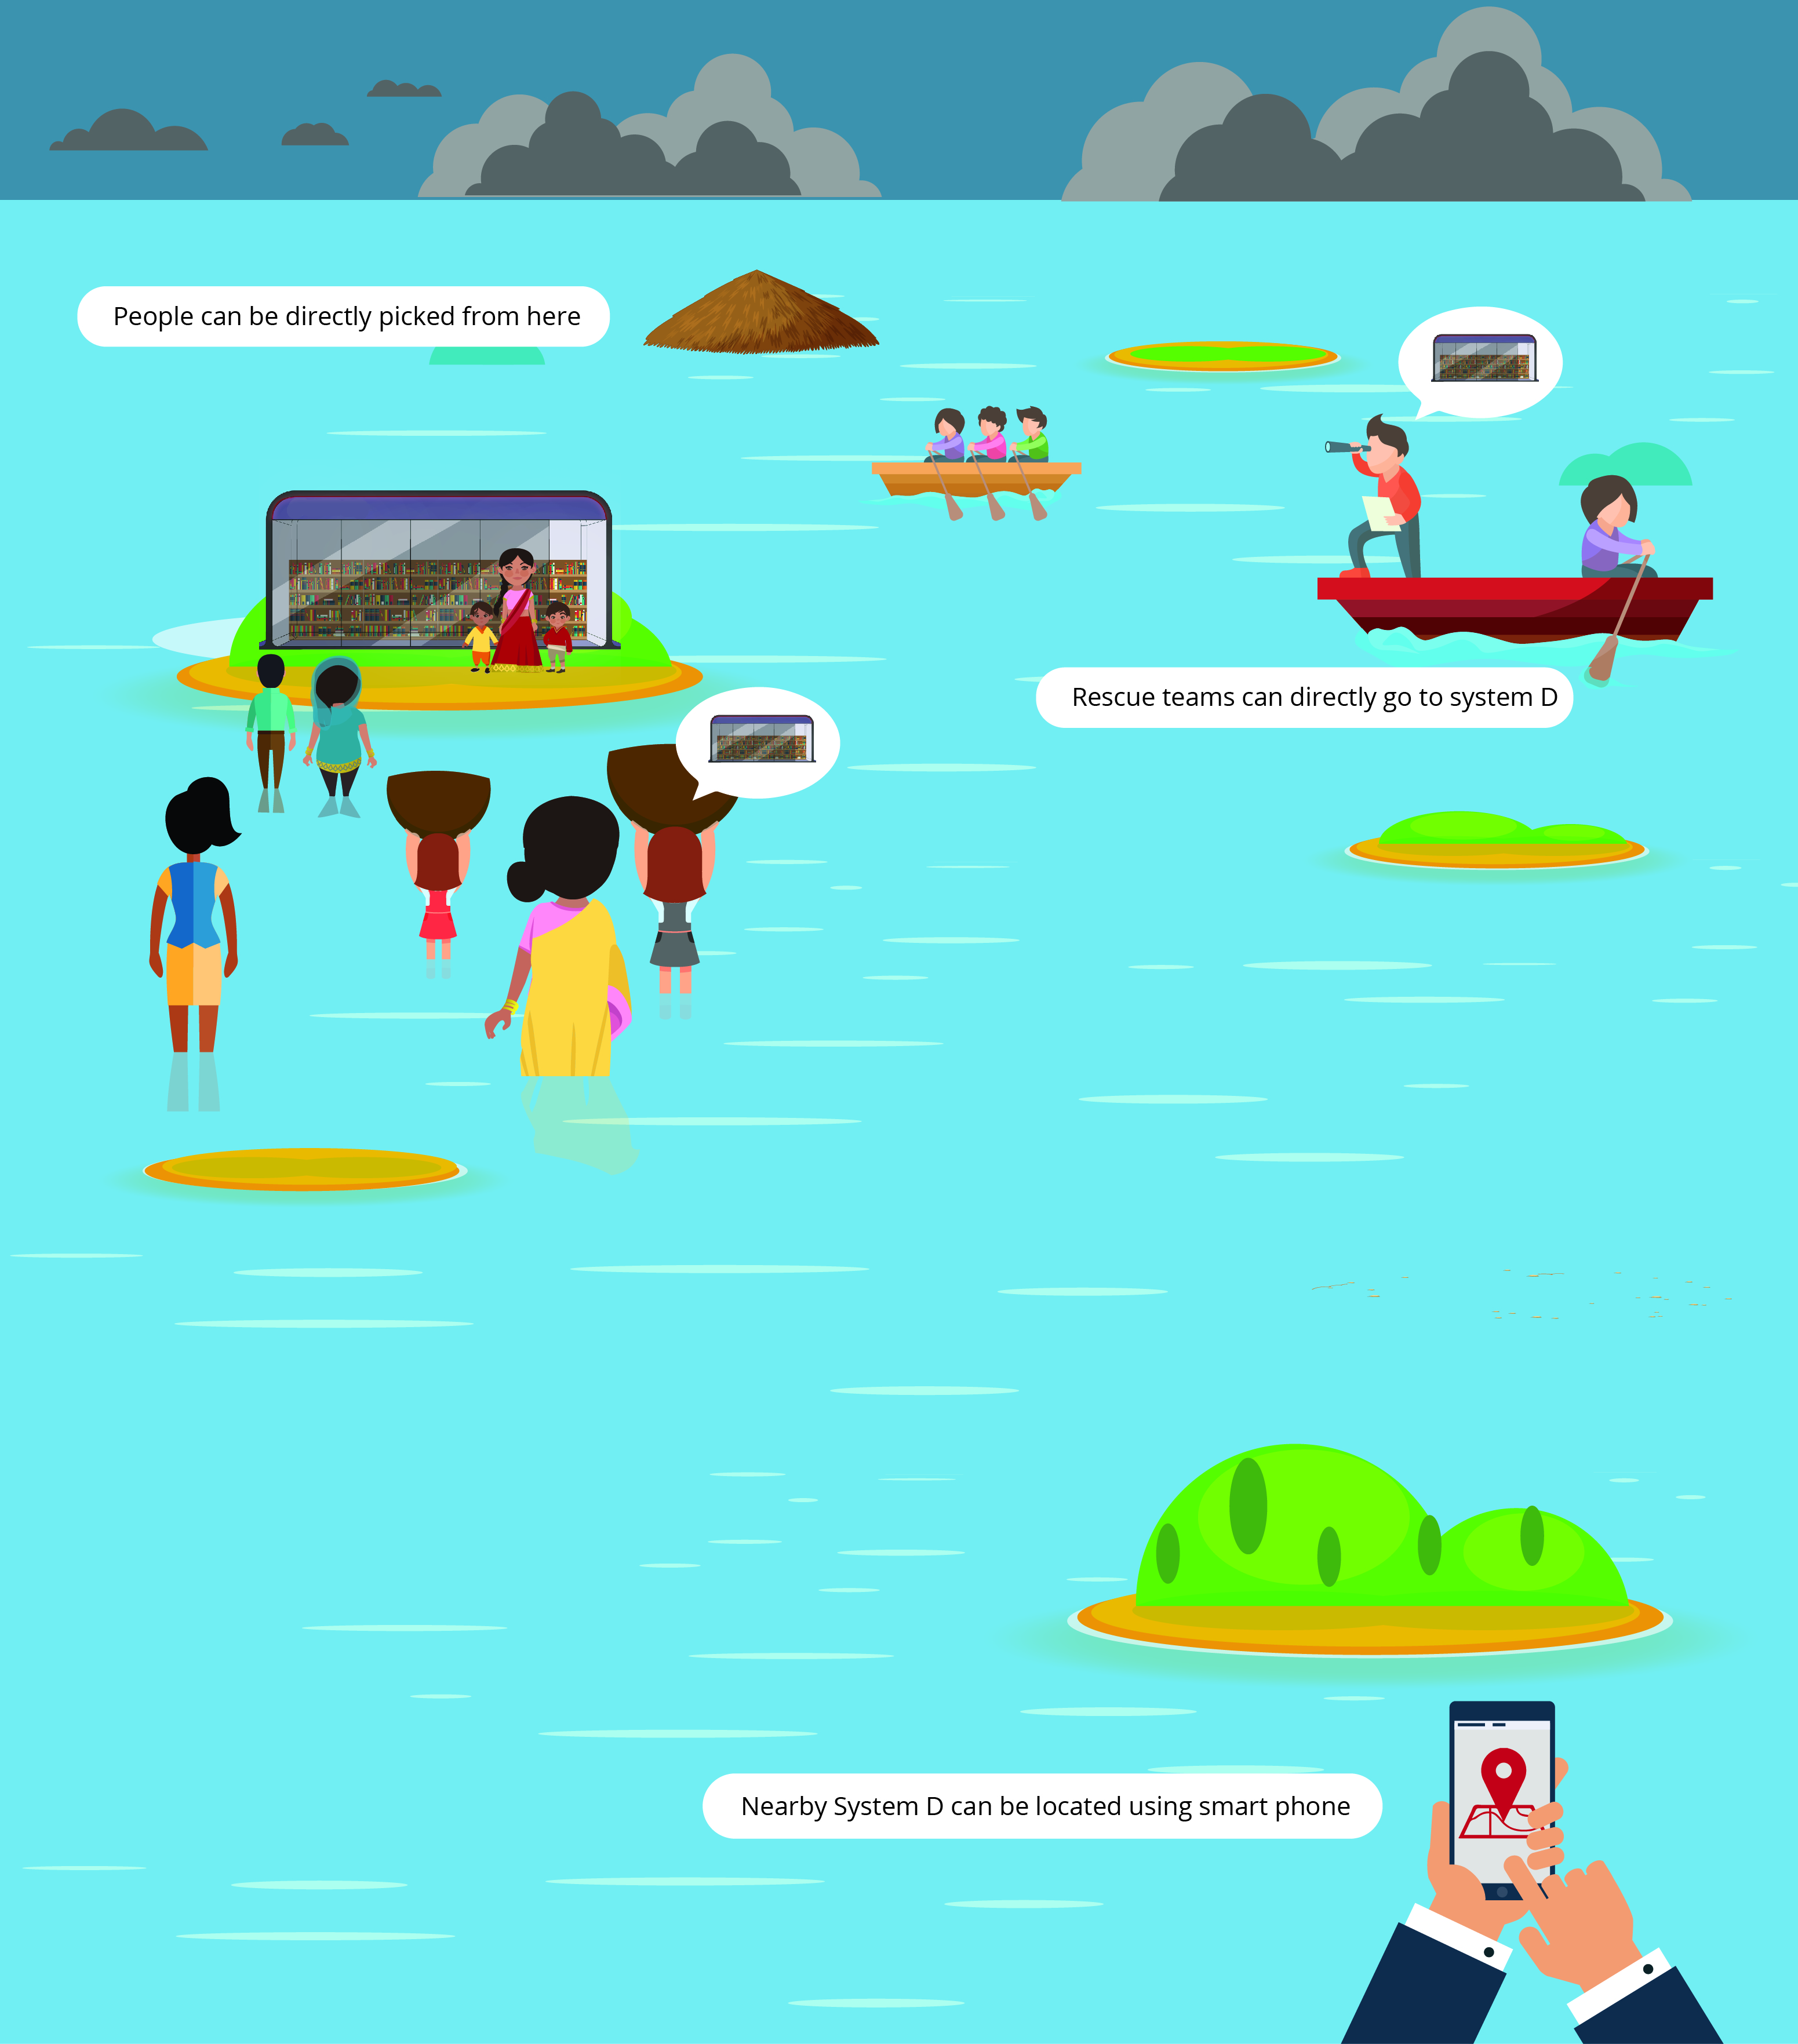 People can be directly picked from here
Rescue teams can directly go to system D
Nearby System D can be located using smart phone